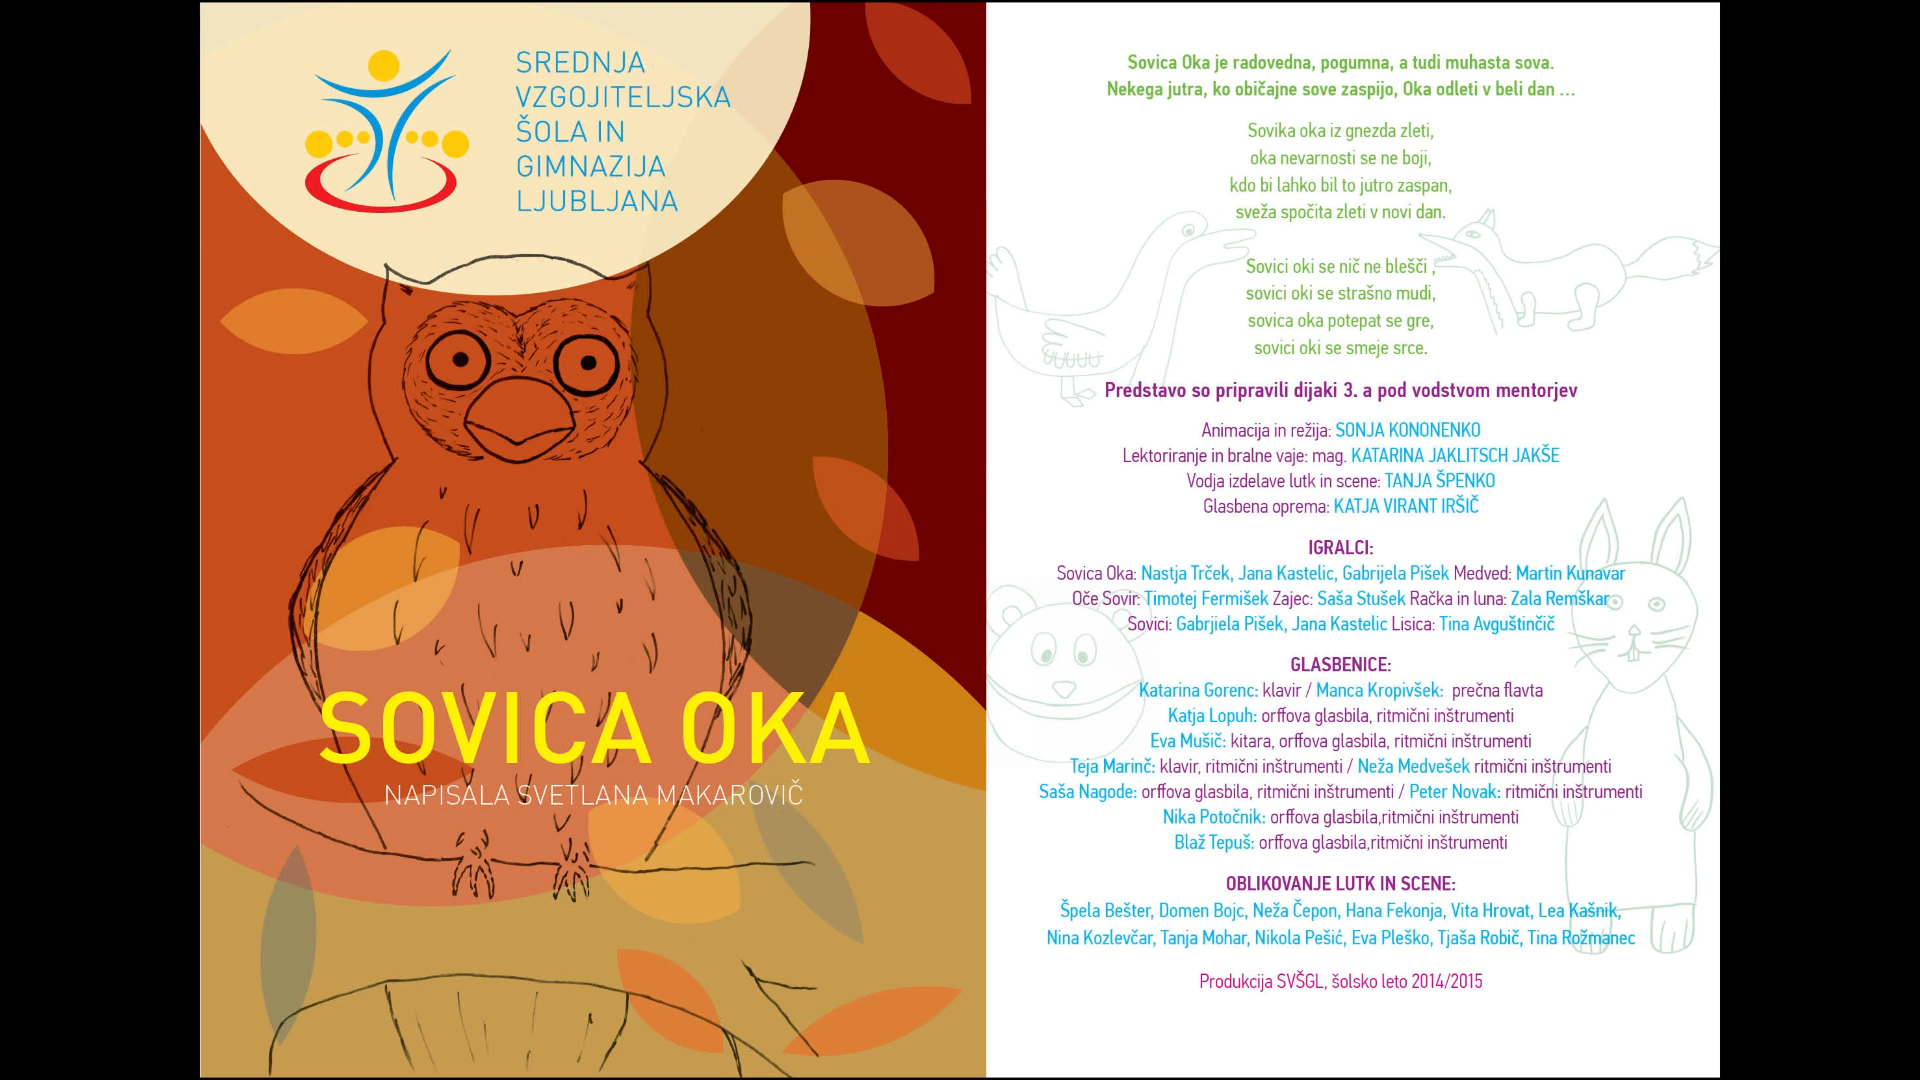 SREDNJA
VZGOJITELJSKA
ŠOLA IN
GIMNAZIJA
LJUBLJANA
SOVICA OKA
NAPISALA SVETLANA MAKAROVIČ
Sovica Oka je radovedna, pogumna, a tudi muhasta sova.
Nekega jutra, ko običajne sove zaspijo, Oka odleti v beli dan ...
Sovika oka iz gnezda zleti,
oka nevarnosti se ne boji,
kdo bi lahko bil to jutro zaspan,
sveža spočita zleti v novi dan.
Sovici oki se nič ne blešči ,
sovici oki se strašno mudi,
sovica oka potepat se gre,
sovici oki se smeje srce.
Predstavo so pripravili dijaki 3. a pod vodstvom mentorjev
Animacija in režija: SONJA KONONENKO
Lektoriranje in bralne vaje: mag. KATARINA JAKLITSCH JAKŠE
Vodja izdelave lutk in scene: TANJA ŠPENKO
Glasbena oprema: KATJA VIRANT IRŠIČ
IGRALCI:
Sovica Oka: Nastja Trček, Jana Kastelic, Gabrijela Pišek Medved: Martin Kunavar
Oče Sovir: Timotej Fermišek Zajec: Saša Stušek Račka in luna: Zala Remškar
Sovici: Gabrjiela Pišek, Jana Kastelic Lisica: Tina Avguštinčič
GLASBENICE:
Katarina Gorenc: klavir / Manca Kropivšek: prečna flavta
Katja Lopuh: orffova glasbila, ritmični inštrumenti
Eva Mušič: kitara, orffova glasbila, ritmični inštrumenti
Teja Marinč: klavir, ritmični inštrumenti / Neža Medvešek ritmični inštrumenti
Saša Nagode: orffova glasbila, ritmični inštrumenti / Peter Novak: ritmični inštrumenti
Nika Potočnik: orffova glasbila,ritmični inštrumenti
Blaž Tepuš: orffova glasbila,ritmični inštrumenti
OBLIKOVANJE LUTK IN SCENE:
Špela Bešter, Domen Bojc, Neža Čepon, Hana Fekonja, Vita Hrovat, Lea Kašnik,
Nina Kozlevčar, Tanja Mohar, Nikola Pešić, Eva Pleško, Tjaša Robič, Tina Rožmanec
Produkcija SVŠGL, šolsko leto 2014/2015